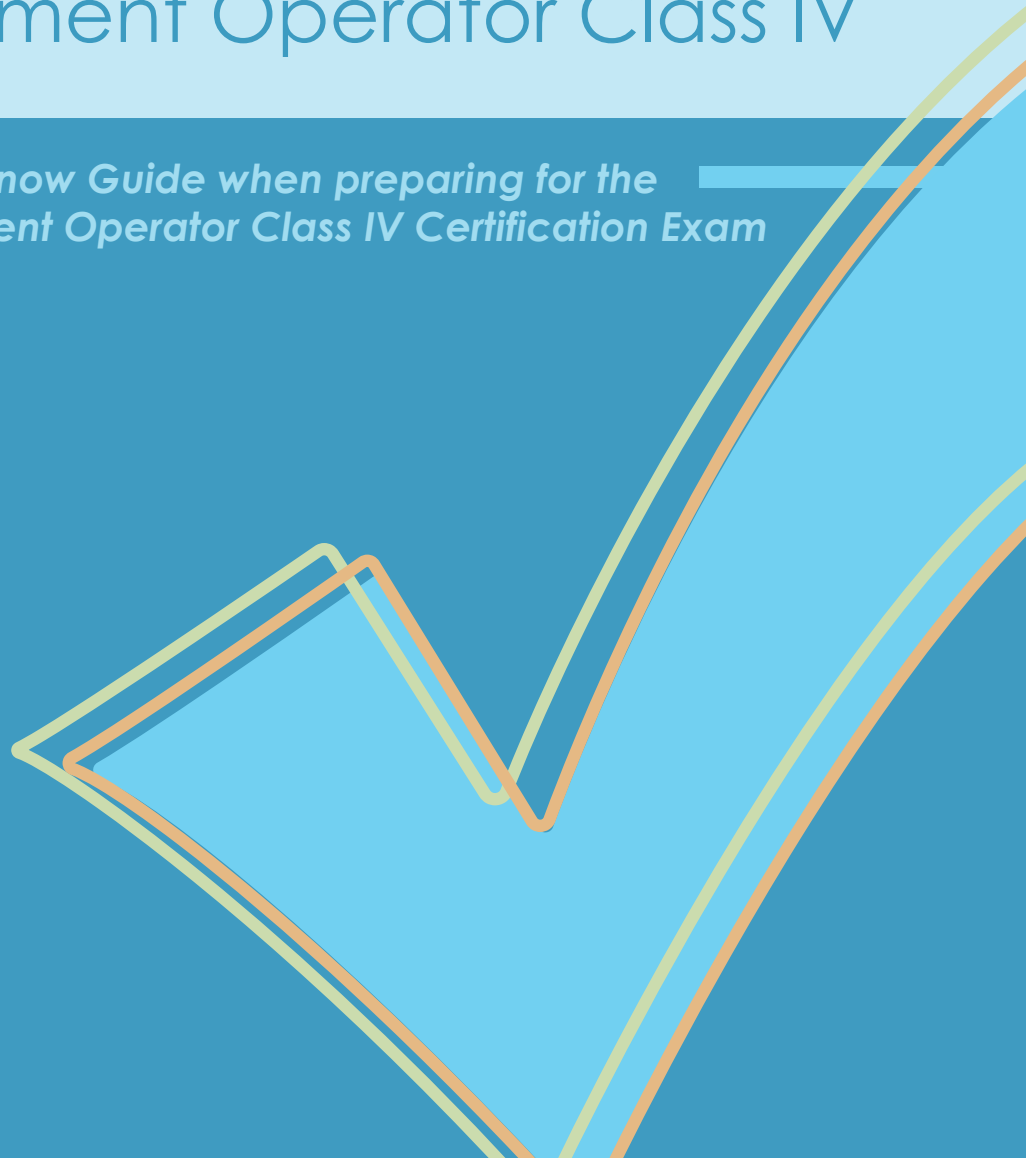 ment Operator Class IV
now Guide when preparing for the
ent Operator Class IV Certification Exam